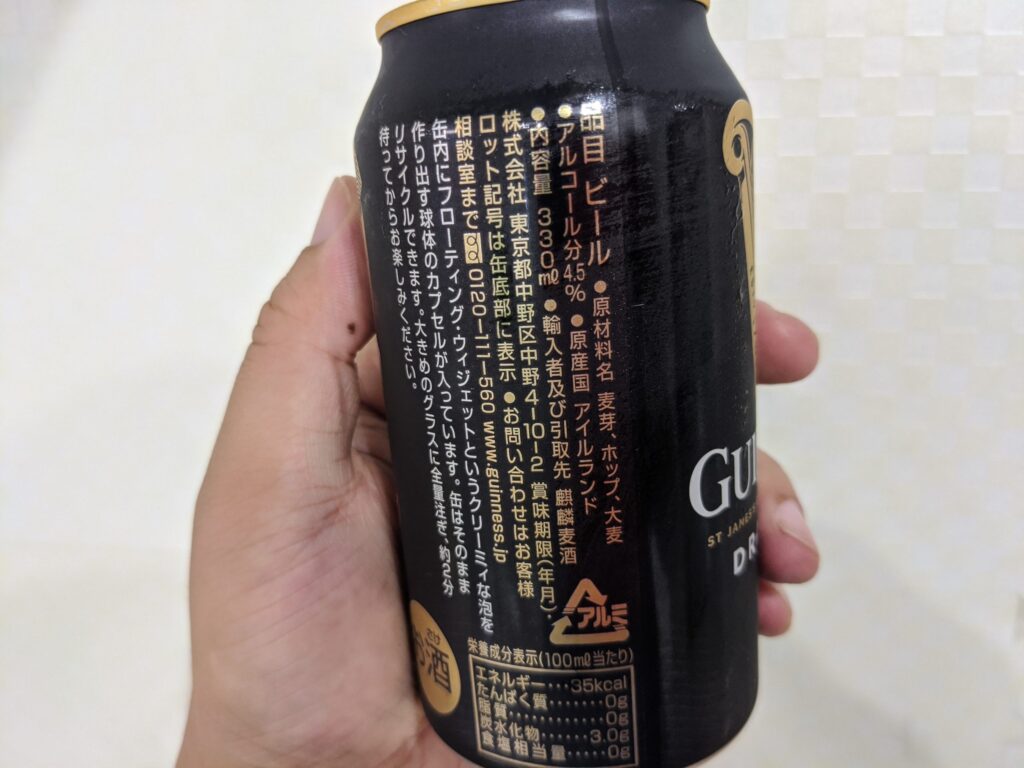 品目 ビール ●原材料名 麦芽、ホップ、大麦
●アルコール分4.5% ●原産国 アイルランド
●内容量 330ml ●輸入者及び引取先 麒麟麦酒
株式会社 東京都中野区中野4-10-2 賞味期限(年月)・
ロット記号は缶底部に表示 ●お問い合わせはお客様
相談室まで 0120-111-560 www.guinness.jp
缶内にフローティング・ウィジェットというクリーミィな泡を
作り出す球体のカプセルが入っています。缶はそのまま
リサイクルできます。大きめのグラスに全量注ぎ、約2分
待ってからお楽しみください。
アルミ
さけ
お酒
栄養成分表示(100ml当たり)
エネルギー…35kcal
たんぱく質……0g
脂質…………0g
炭水化物……3.0g
食塩相当量……0g
GUI
ST JAMES'S
DR